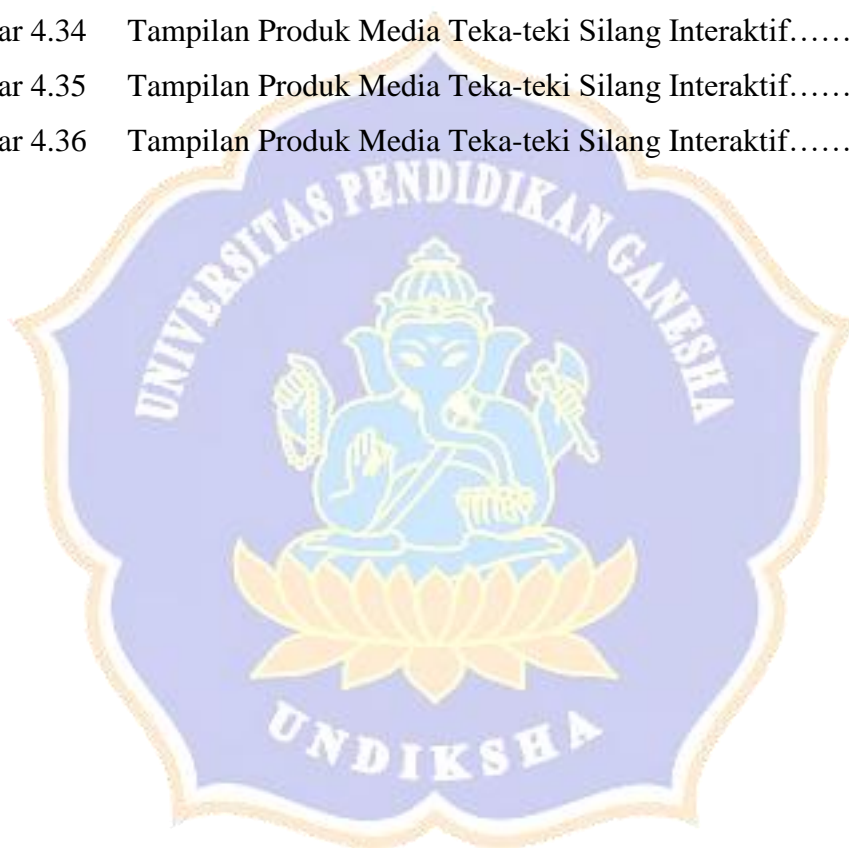 ar 4.34 Tampilan Produk Media Teka-teki Silang Interaktif……
ar 4.35 Tampilan Produk Media Teka-teki Silang Interaktif……
ar 4.36 Tampilan Produk Media Teka-teki Silang Interaktif……
UNIVERSITAS PENDIDIKAN GANESHA
UNDIKSHA